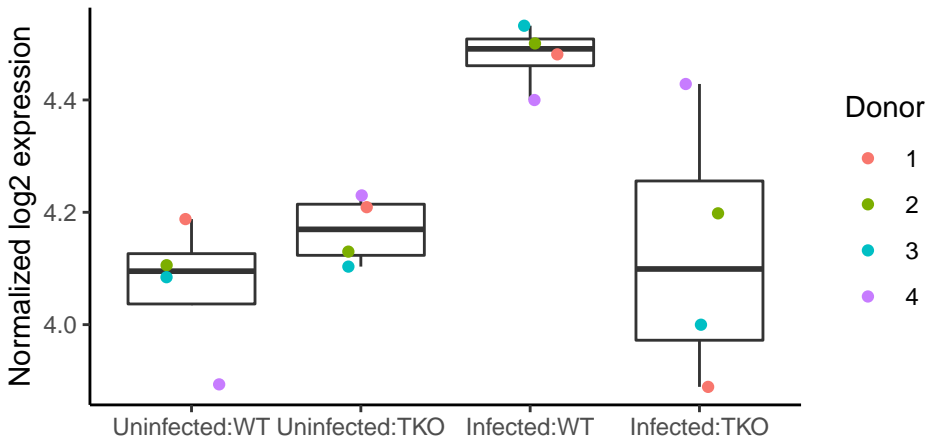 Normalized log2 expression
4.4
4.2
4.0
Uninfected:WT Uninfected:TKO Infected:WT Infected:TKO
Donor
1
2
3
4